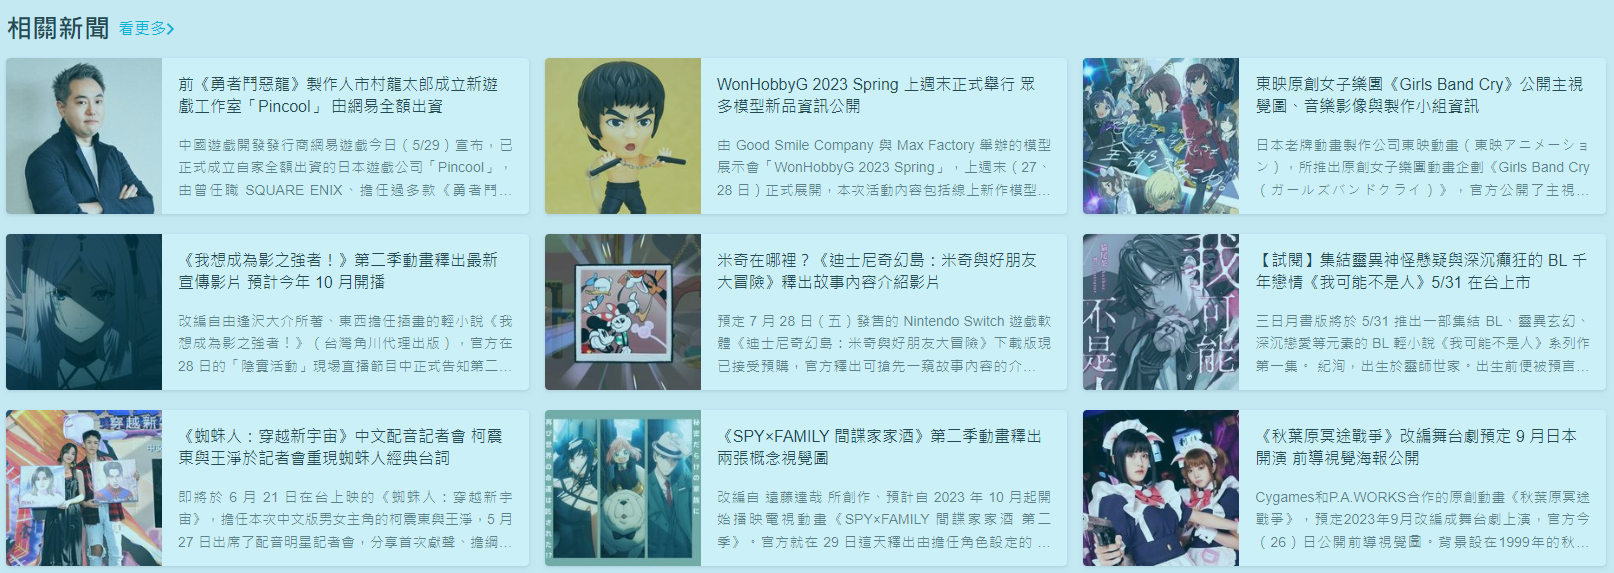 相關新聞 看更多
前《勇者鬥惡龍》製作人市村龍太郎成立新遊
戲工作室「Pincool」 由網易全額出資
中國遊戲開發發行商網易遊戲今日（5/29）宣布，已
正式成立自家全額出資的日本遊戲公司「Pincool」，
由曾任職 SQUARE ENIX、擔任過多款《勇者鬥...
WonHobbyG 2023 Spring 上週末正式舉行 眾
多模型新品資訊公開
由 Good Smile Company 與 Max Factory 舉辦的模型
展示會「WonHobbyG 2023 Spring」，上週末（27、
28 日）正式展開，本次活動內容包括線上新作模型...
東映原創女子樂團《Girls Band Cry》公開主視
覺圖、音樂影像與製作小組資訊
日本老牌動畫製作公司東映動畫（東映アニメーショ
ン），所推出原創女子樂團動畫企劃《Girls Band Cry
（ガールズバンドクライ）》，官方公開了主視...
《我想成為影之強者！》第二季動畫釋出最新
宣傳影片 預計今年 10 月開播
改編自由逢沢大介所著、東西擔任插畫的輕小說《我
想成為影之強者！》（台灣角川代理出版），官方在
28 日的「陰實活動」現場直播節目中正式告知第二...
米奇在哪裡？《迪士尼奇幻島：米奇與好朋友
大冒險》釋出故事內容介紹影片
預定 7 月 28 日（五）發售的 Nintendo Switch 遊戲軟
體《迪士尼奇幻島：米奇與好朋友大冒險》下載版現
已接受預購，官方釋出可搶先一窺故事內容的介...
我可能
不是人
【試閱】集結靈異神怪懸疑與深沉癲狂的 BL 千
年戀情《我可能不是人》5/31 在台上市
三日月書版將於 5/31 推出一部集結 BL、靈異玄幻、
深沉戀愛等元素的 BL 輕小說《我可能不是人》系列作
第一集。 紀洵，出生於靈師世家。出生前便被預言...
穿越新宇
《蜘蛛人：穿越新宇宙》中文配音記者會 柯震
東與王淨於記者會重現蜘蛛人經典台詞
即將於 6 月 21 日在台上映的《蜘蛛人：穿越新宇
宙》，擔任本次中文版男女主角的柯震東與王淨，5 月
27 日出席了配音明星記者會，分享首次獻聲、擔綱...
秘密だらけの家族に
再び世界の命運は託されたけ
《SPY×FAMILY 間諜家家酒》第二季動畫釋出
兩張概念視覺圖
改編自 遠藤達哉 所創作、預計自 2023 年 10 月起開
始播映電視動畫《SPY×FAMILY 間諜家家酒 第二
季》。官方就在 29 日這天釋出由擔任角色設定的 ...
《秋葉原冥途戰爭》改編舞台劇預定 9 月日本
開演 前導視覺海報公開
Cygames和P.A.WORKS合作的原創動畫《秋葉原冥途
戰爭》，預定2023年9月改編成舞台劇上演，官方今
（26）日公開前導視覺圖。背景設在1999年的秋...